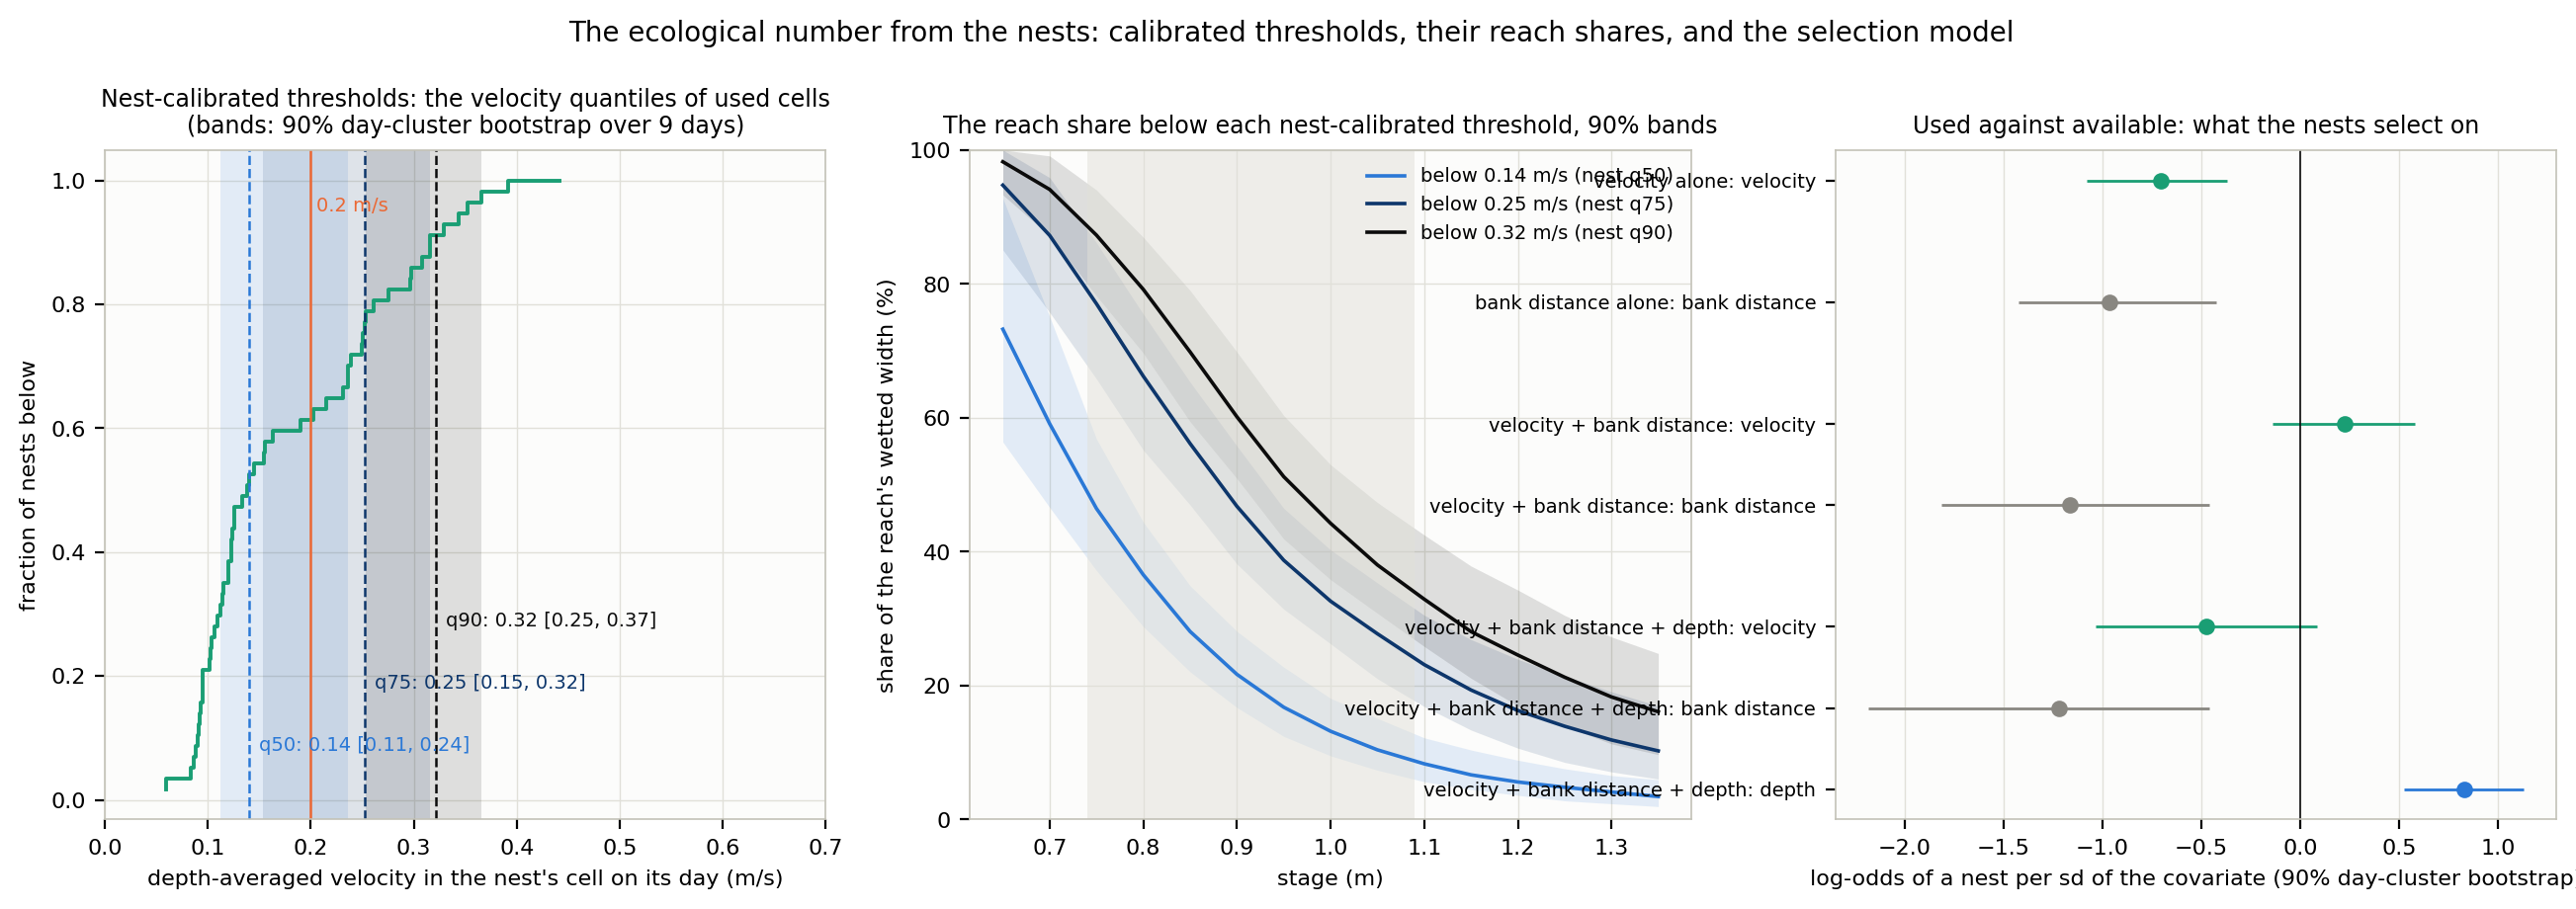 The ecological number from the nests: calibrated thresholds, their reach shares, and the selection model
Nest-calibrated thresholds: the velocity quantiles of used cells
(bands: 90% day-cluster bootstrap over 9 days)
fraction of nests below
1.0
0.8
0.6
0.4
0.2
0.0
0.2 m/s
q90: 0.32 [0.25, 0.37]
q75: 0.25 [0.15, 0.32]
q50: 0.14 [0.11, 0.24]
0.0 0.1 0.2 0.3 0.4 0.5 0.6 0.7
depth-averaged velocity in the nest's cell on its day (m/s)
The reach share below each nest-calibrated threshold, 90% bands
share of the reach's wetted width (%)
100
80
60
40
20
0
below 0.14 m/s (nest q50)
below 0.25 m/s (nest q75)
below 0.32 m/s (nest q90)
0.7 0.8 0.9 1.0 1.1 1.2 1.3
stage (m)
Used against available: what the nests select on
velocity alone: velocity
bank distance alone: bank distance
velocity + bank distance: velocity
velocity + bank distance: bank distance
velocity + bank distance + depth: velocity
velocity + bank distance + depth: bank distance
velocity + bank distance + depth: depth
−2.0 −1.5 −1.0 −0.5 0.0 0.5 1.0
log-odds of a nest per sd of the covariate (90% day-cluster bootstrap